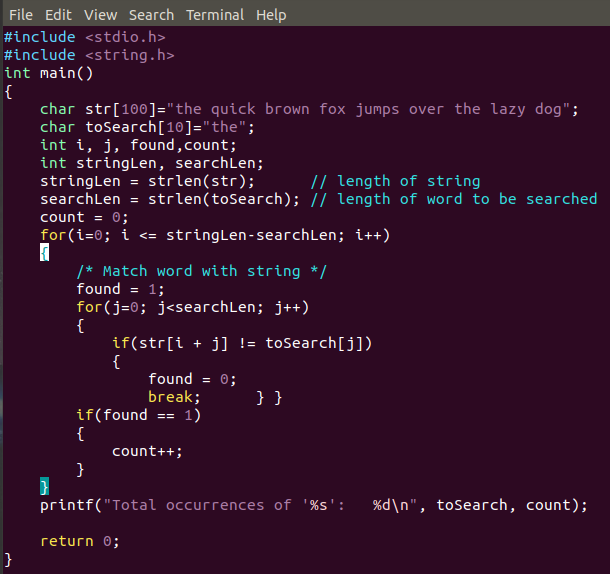 File Edit View Search Terminal Help
#include <stdio.h>
#include <string.h>
int main()
{
    char str[100]="the quick brown fox jumps over the lazy dog";
    char toSearch[10]="the";
    int i, j, found,count;
    int stringLen, searchLen;
    stringLen = strlen(str);      // length of string
    searchLen = strlen(toSearch); // length of word to be searched
    count = 0;
    for(i=0; i <= stringLen-searchLen; i++)
    {
        /* Match word with string */
        found = 1;
        for(j=0; j<searchLen; j++)
        {
            if(str[i + j] != toSearch[j])
            {
                found = 0;
                break;      } }
        if(found == 1)
        {
            count++;
        }
    }
    printf("Total occurrences of '%s':   %d\n", toSearch, count);
    return 0;
}